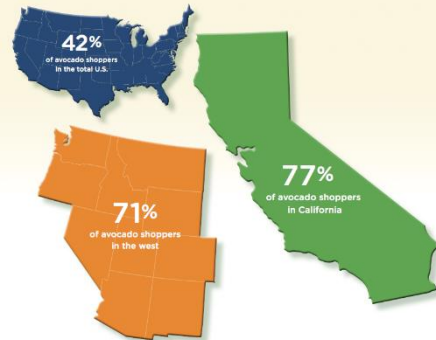 42%
of avocado shoppers
in the total U.S.
77%
of avocado shoppers
in California
71%
of avocado shoppers
in the west